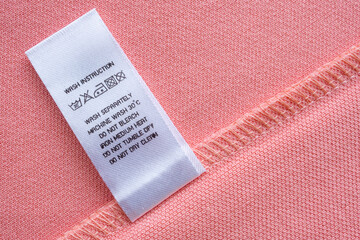 WASH INSTRUCTION
WASH SEPARATELY
MACHINE WASH 30°C
DO NOT BLEACH
IRON MEDIUM HEAT
DO NOT TUMBLE DRY
DO NOT DAY CLEAN